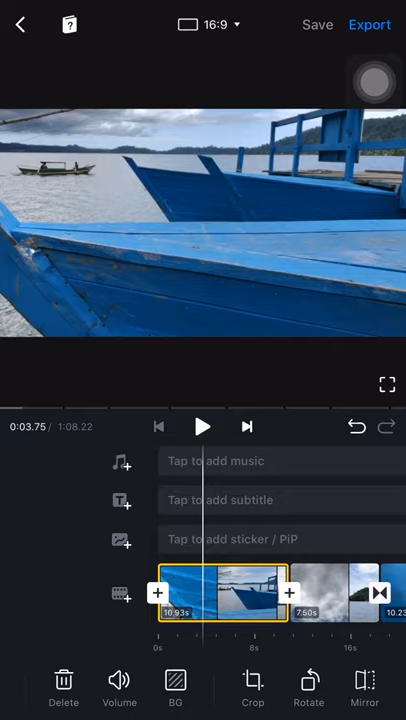 16:9 Save Export
0:03.75 / 1:08.22
Tap to add music
Tap to add subtitle
Tap to add sticker / PiP
10.93s 7.50s 10.23
0s 8s 16s
Delete Volume BG Crop Rotate Mirror